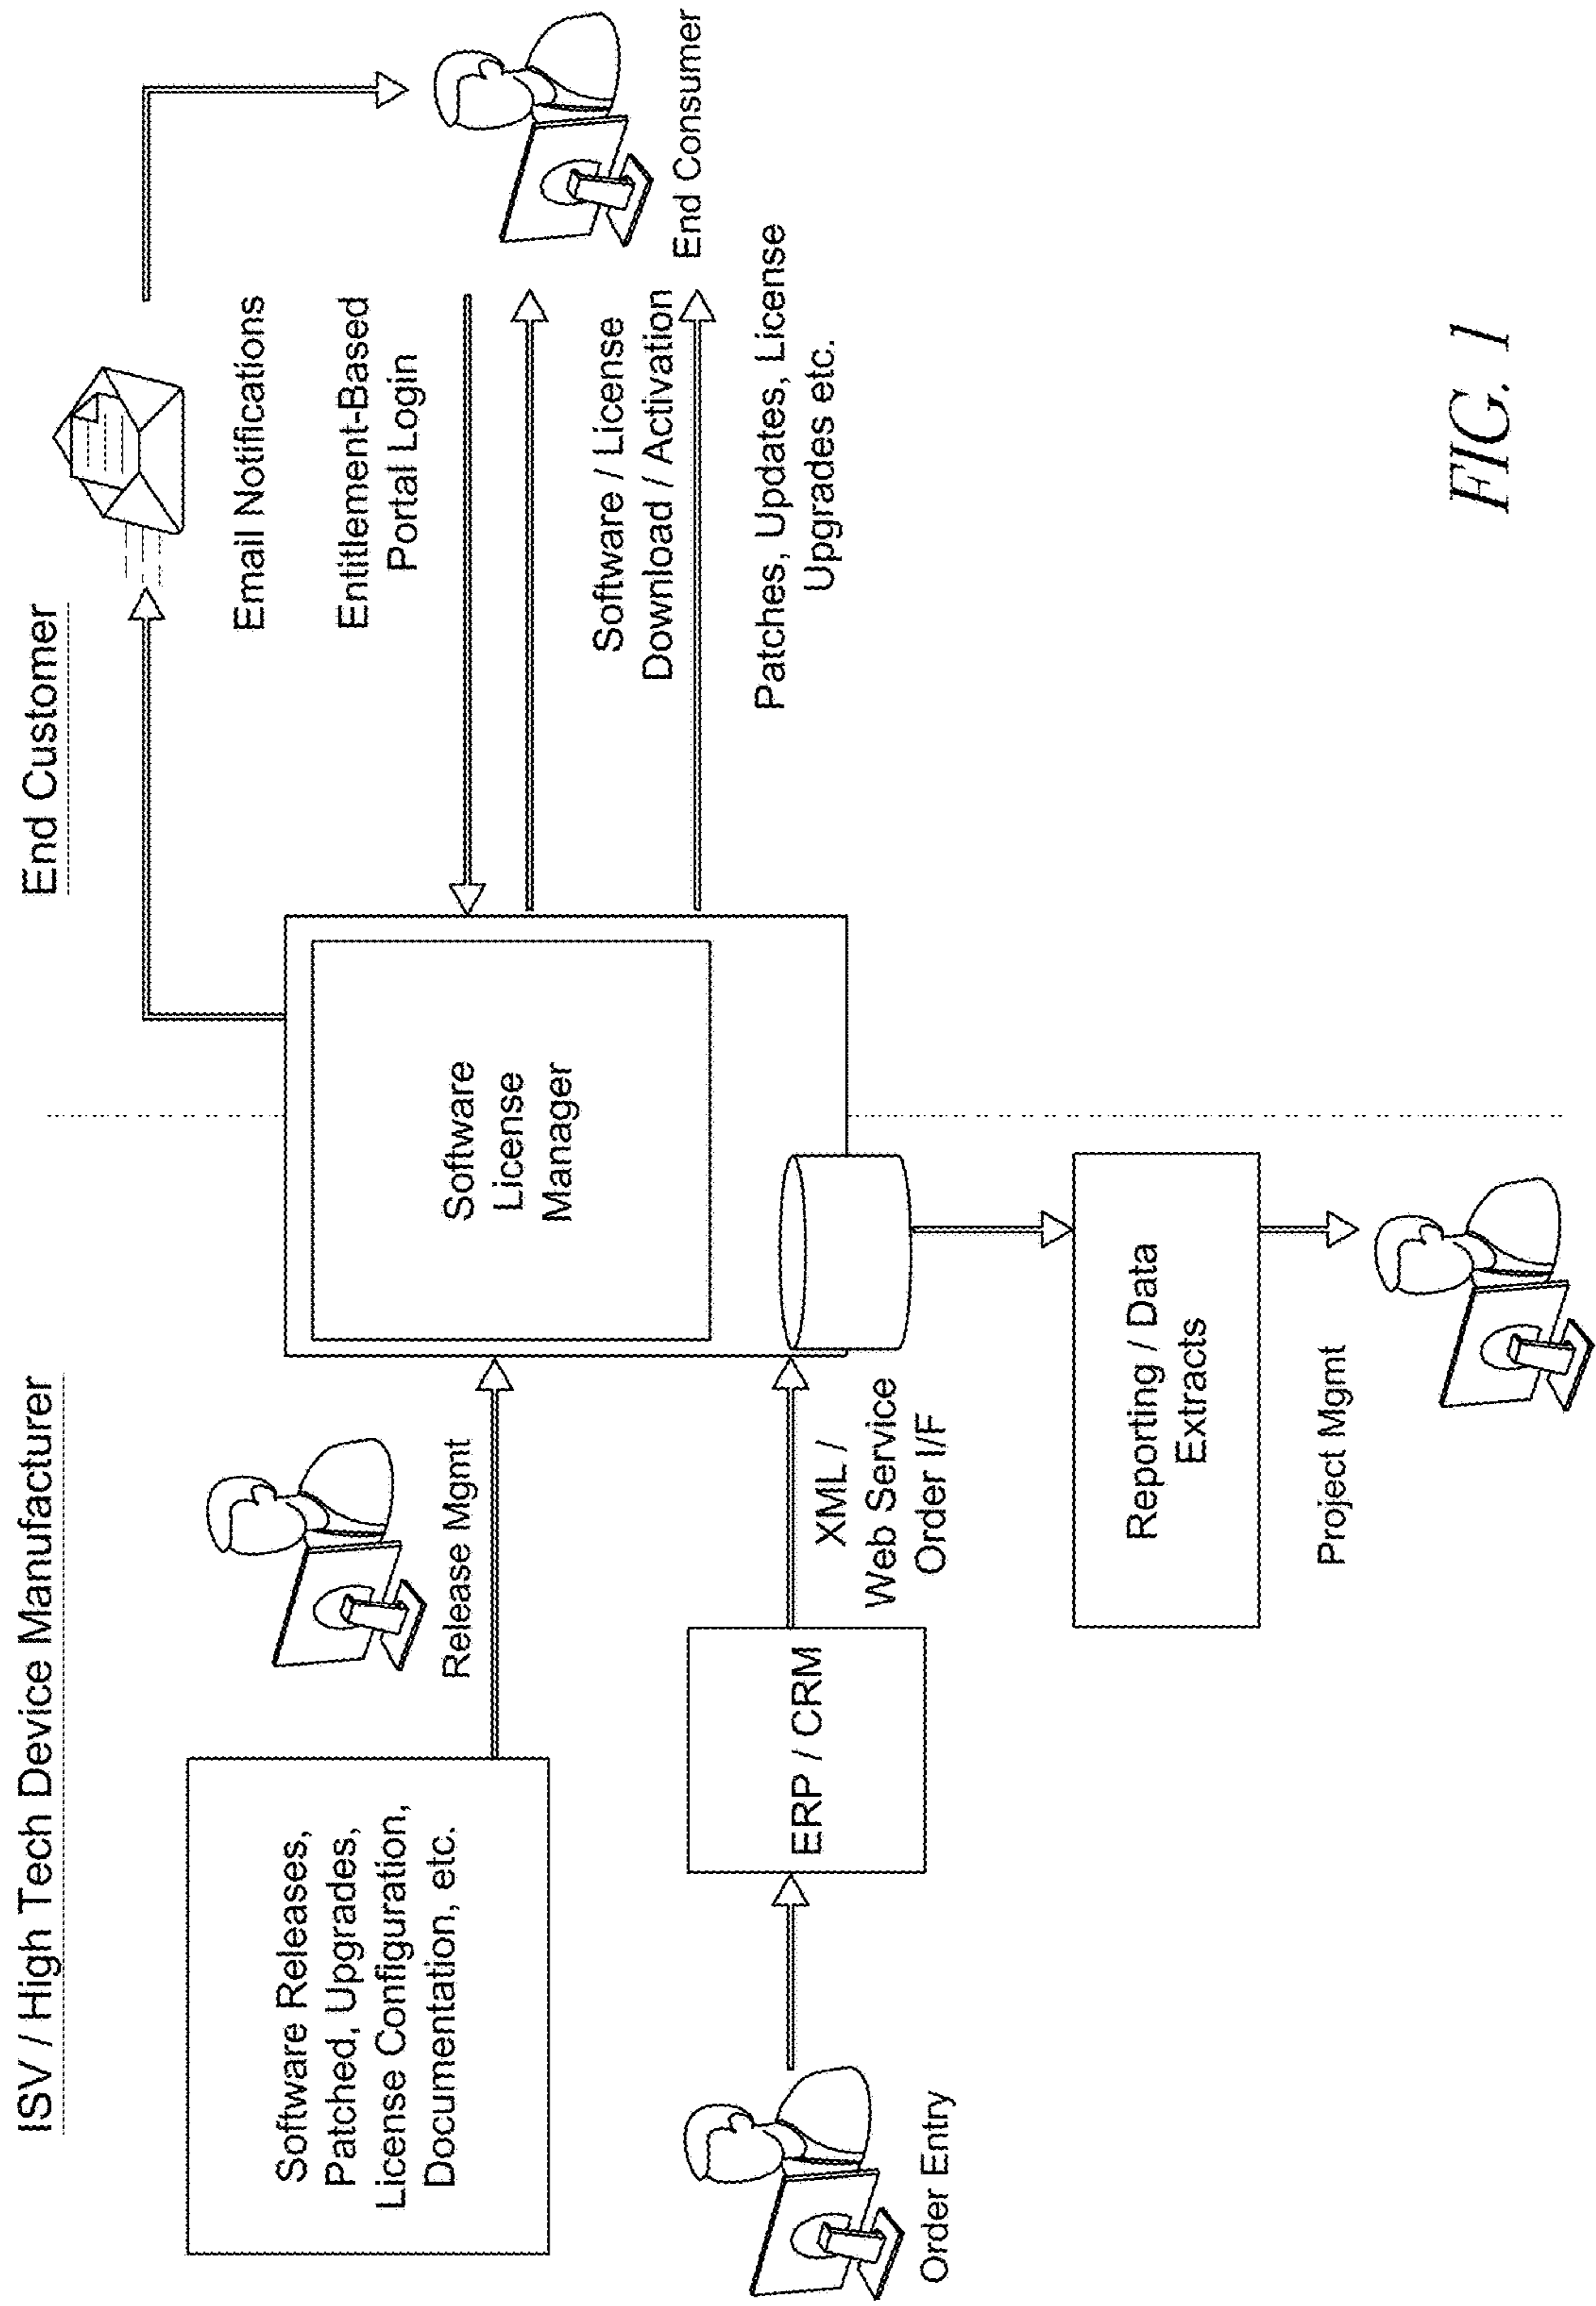 ISV / High Tech Device Manufacturer
End Customer
Software Releases,
Patched, Upgrades,
License Configuration,
Documentation, etc.
Release Mgmt
Software
License
Manager
Email Notifications
Entitlement-Based
Portal Login
Software / License
Download / Activation
End Consumer
Patches, Updates, License
Upgrades etc.
Order Entry
ERP / CRM
XML /
Web Service
Order I/F
Reporting / Data
Extracts
Project Mgmt
FIG. 1